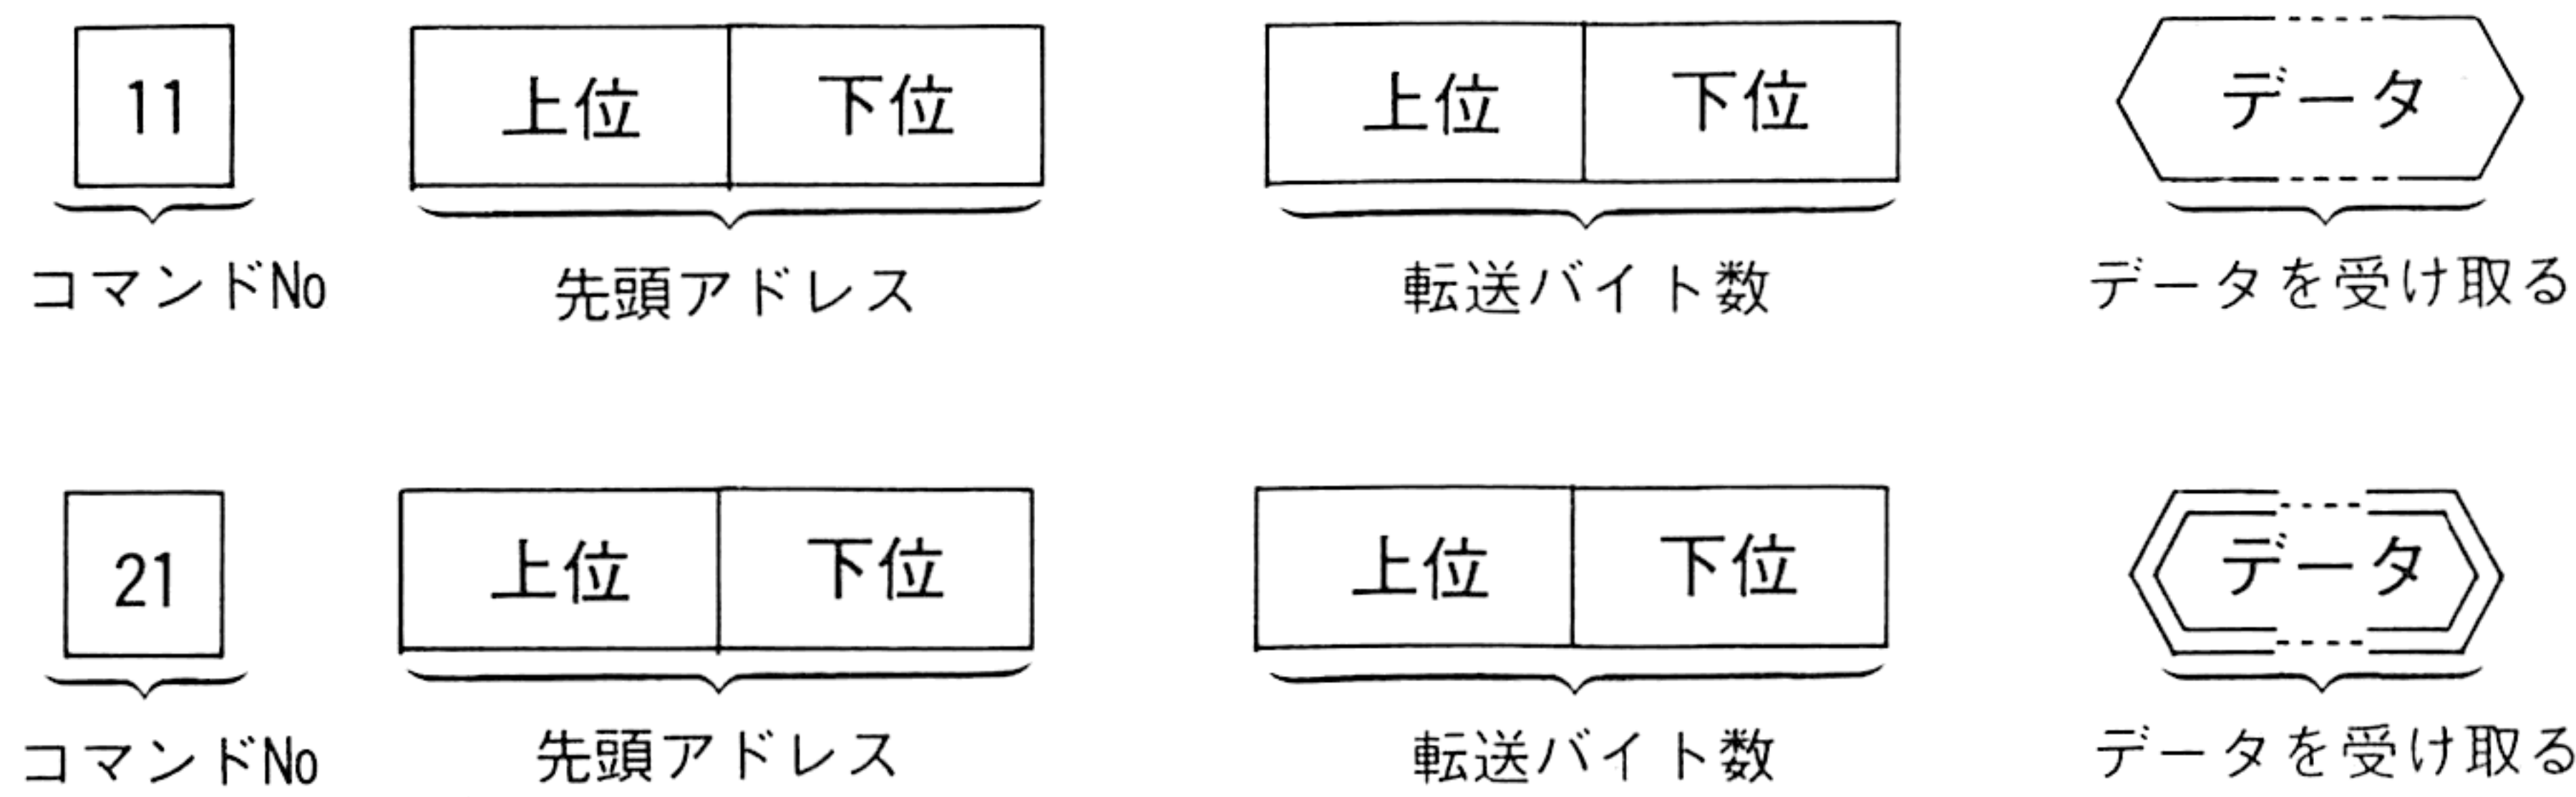 11 上位 下位 上位 下位 データ
コマンドNo 先頭アドレス 転送バイト数 データを受け取る
21 上位 下位 上位 下位 データ
コマンドNo 先頭アドレス 転送バイト数 データを受け取る